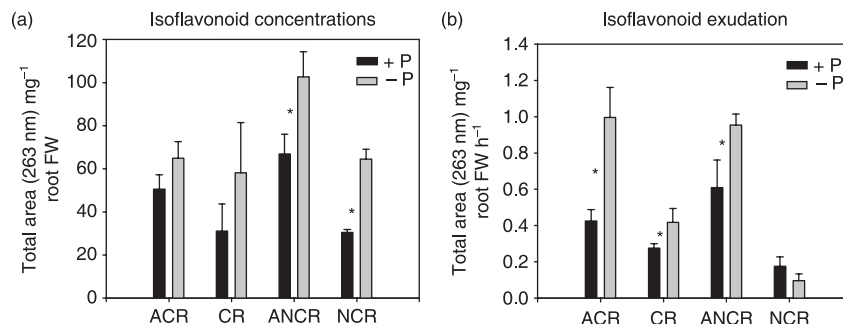 (a)
Isoflavonoid concentrations
Total area (263 nm) mg⁻¹
root FW
120
100
80
60
40
20
0
+ P
− P
*
*
ACR CR ANCR NCR
(b)
Isoflavonoid exudation
Total area (263 nm) mg⁻¹
root FW h⁻¹
1.4
1.2
1.0
0.8
0.6
0.4
0.2
0.0
+ P
− P
*
*
*
ACR CR ANCR NCR